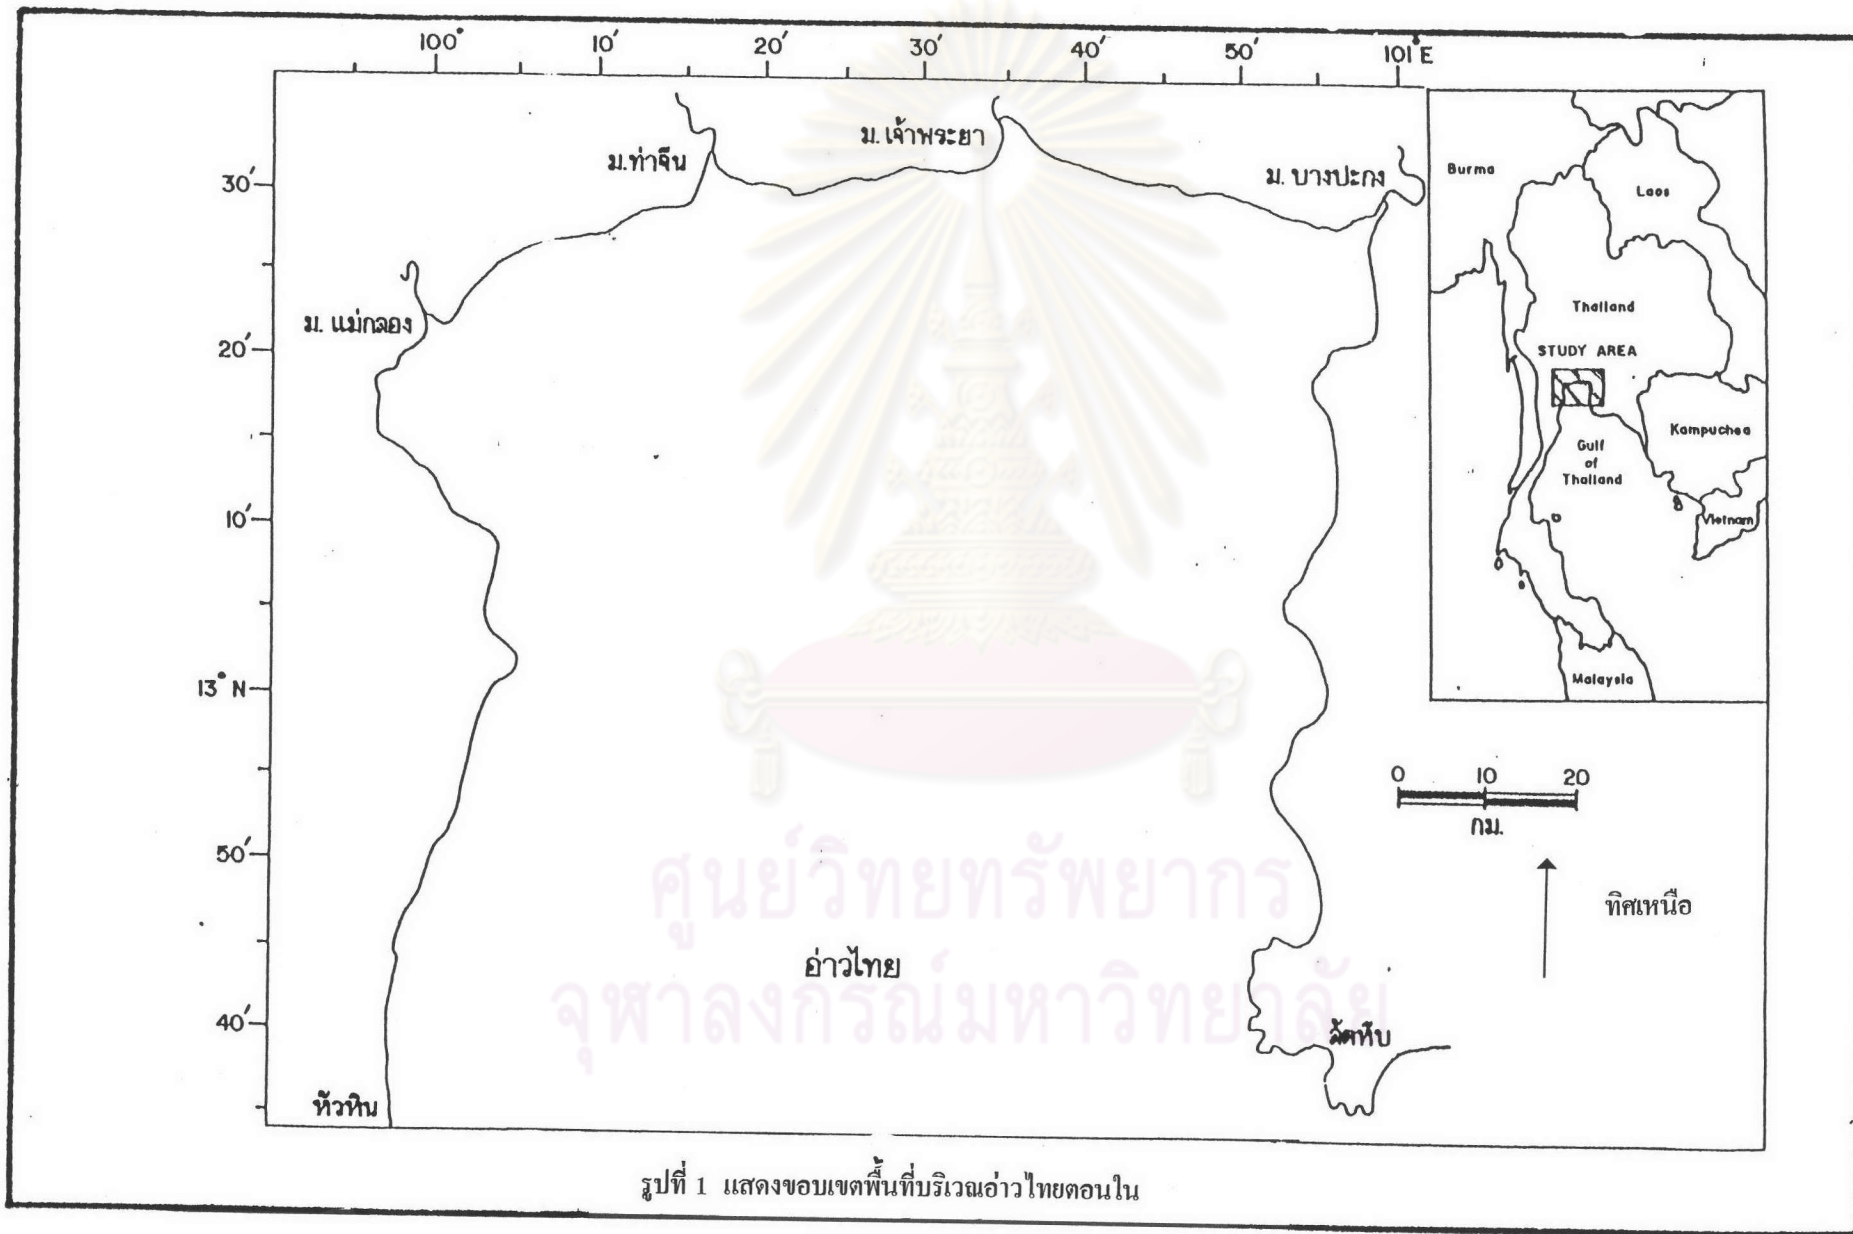 100° 10′ 20′ 30′ 40′ 50′ 101°E
ม.เจ้าพระยา
ม.ท่าจีน
ม. บางปะกง
ม. แม่กลอง
30′
20′
10′
13° N
50′
40′
Burma
Laos
Thailand
STUDY AREA
Kampuchea
Gulf
of
Thailand
Vietnam
Malaysia
0 10 20
กม.
ทิศเหนือ
ศูนย์วิทยทรัพยากร
อ่าวไทย
จุฬาลงกรณ์มหาวิทยาลัย
สัตหีบ
หัวหิน
รูปที่ 1 แสดงขอบเขตพื้นที่บริเวณอ่าวไทยตอนใน